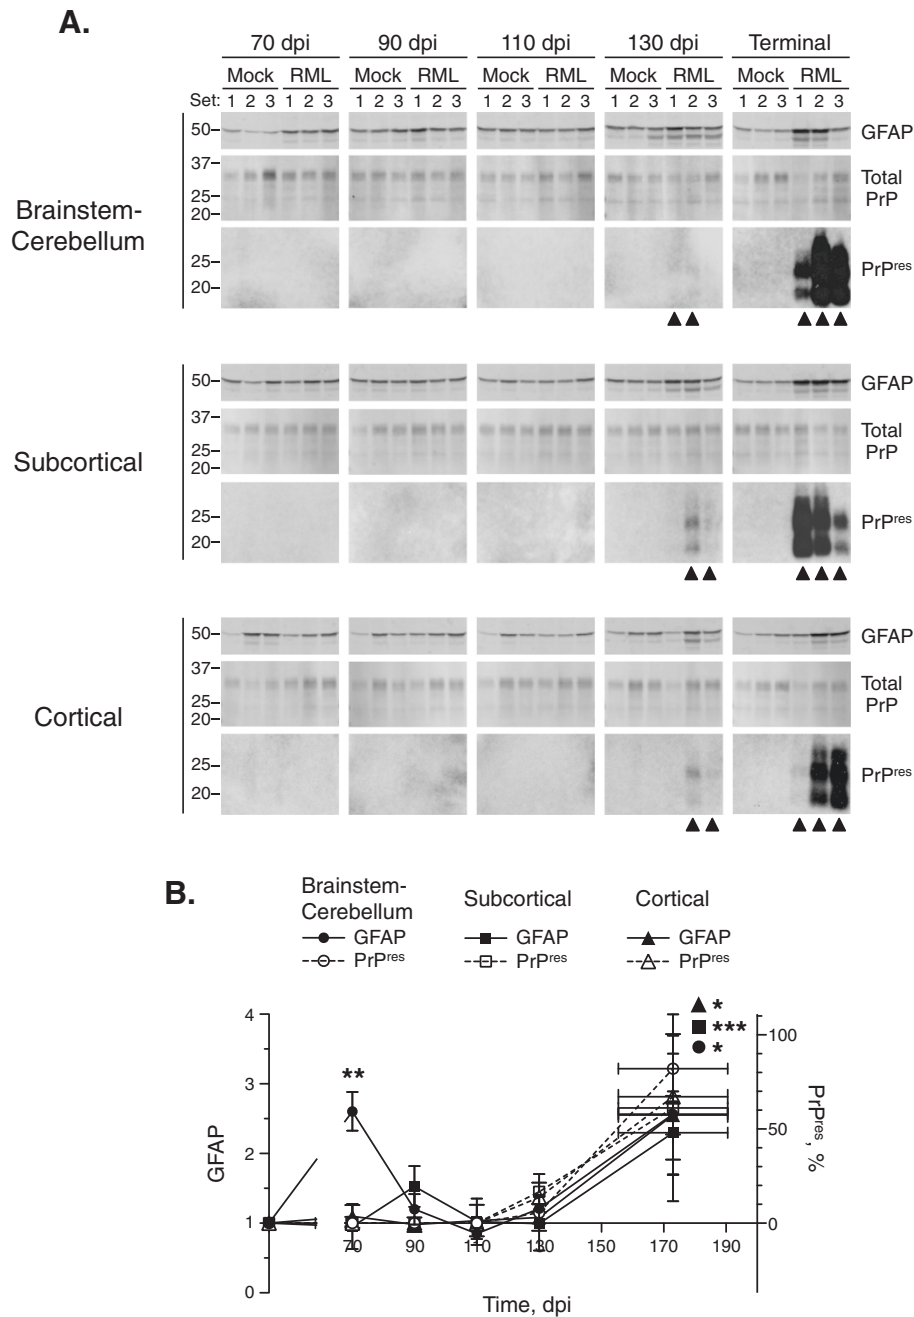 A.
70 dpi 90 dpi 110 dpi 130 dpi Terminal
Mock RML Mock RML Mock RML Mock RML Mock RML
Set: 1 2 3 1 2 3 1 2 3 1 2 3 1 2 3 1 2 3 1 2 3 1 2 3 1 2 3 1 2 3
Brainstem-
Cerebellum
50
GFAP
37
25
20
Total
PrP
25
20
PrPres
Subcortical
50
GFAP
37
25
20
Total
PrP
25
20
PrPres
Cortical
50
GFAP
37
25
20
Total
PrP
25
20
PrPres
B.
Brainstem-
Cerebellum
Subcortical Cortical
GFAP GFAP GFAP
PrPres PrPres PrPres
4
3
2
1
0
GFAP
**
*
***
*
100
50
0
PrPres, %
70 90 110 130 150 170 190
Time, dpi